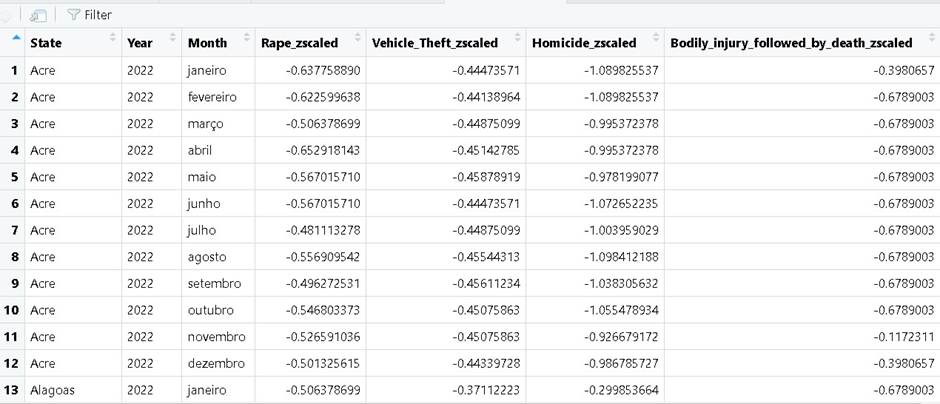 Filter
State Year Month Rape_zscaled Vehicle_Theft_zscaled Homicide_zscaled Bodily_injury_followed_by_death_zscaled
1 Acre 2022 janeiro -0.637758890 -0.44473571 -1.089825537 -0.3980657
2 Acre 2022 fevereiro -0.622599638 -0.44138964 -1.089825537 -0.6789003
3 Acre 2022 março -0.506378699 -0.44875099 -0.995372378 -0.6789003
4 Acre 2022 abril -0.652918143 -0.45142785 -0.995372378 -0.6789003
5 Acre 2022 maio -0.567015710 -0.45878919 -0.978199077 -0.6789003
6 Acre 2022 junho -0.567015710 -0.44473571 -1.072652235 -0.6789003
7 Acre 2022 julho -0.481113278 -0.44875099 -1.003959029 -0.6789003
8 Acre 2022 agosto -0.556909542 -0.45544313 -1.098412188 -0.6789003
9 Acre 2022 setembro -0.496272531 -0.45611234 -1.038305632 -0.6789003
10 Acre 2022 outubro -0.546803373 -0.45075863 -1.055478934 -0.6789003
11 Acre 2022 novembro -0.526591036 -0.45075863 -0.926679172 -0.1172311
12 Acre 2022 dezembro -0.501325615 -0.44339728 -0.986785727 -0.3980657
13 Alagoas 2022 janeiro -0.506378699 -0.37112223 -0.299853664 -0.6789003